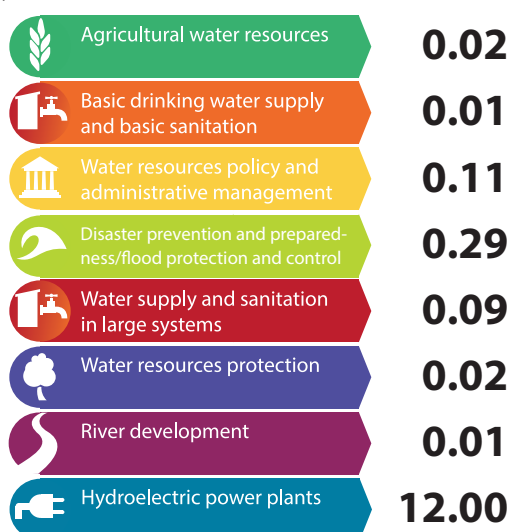 Agricultural water resources
0.02
Basic drinking water supply
and basic sanitation
0.01
Water resources policy and
administrative management
0.11
Disaster prevention and prepared-
ness/flood protection and control
0.29
Water supply and sanitation
in large systems
0.09
Water resources protection
0.02
River development
0.01
Hydroelectric power plants
12.00